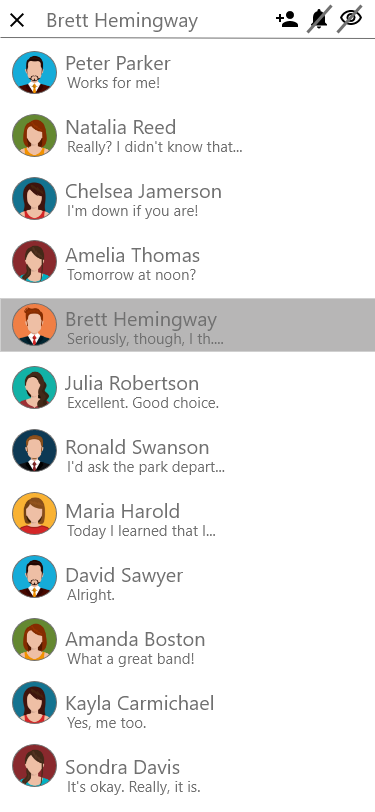 Brett Hemingway
Peter Parker
Works for me!
Natalia Reed
Really? I didn't know that...
Chelsea Jamerson
I'm down if you are!
Amelia Thomas
Tomorrow at noon?
Brett Hemingway
Seriously, though, I th....
Julia Robertson
Excellent. Good choice.
Ronald Swanson
I'd ask the park depart...
Maria Harold
Today I learned that I...
David Sawyer
Alright.
Amanda Boston
What a great band!
Kayla Carmichael
Yes, me too.
Sondra Davis
It's okay. Really, it is.